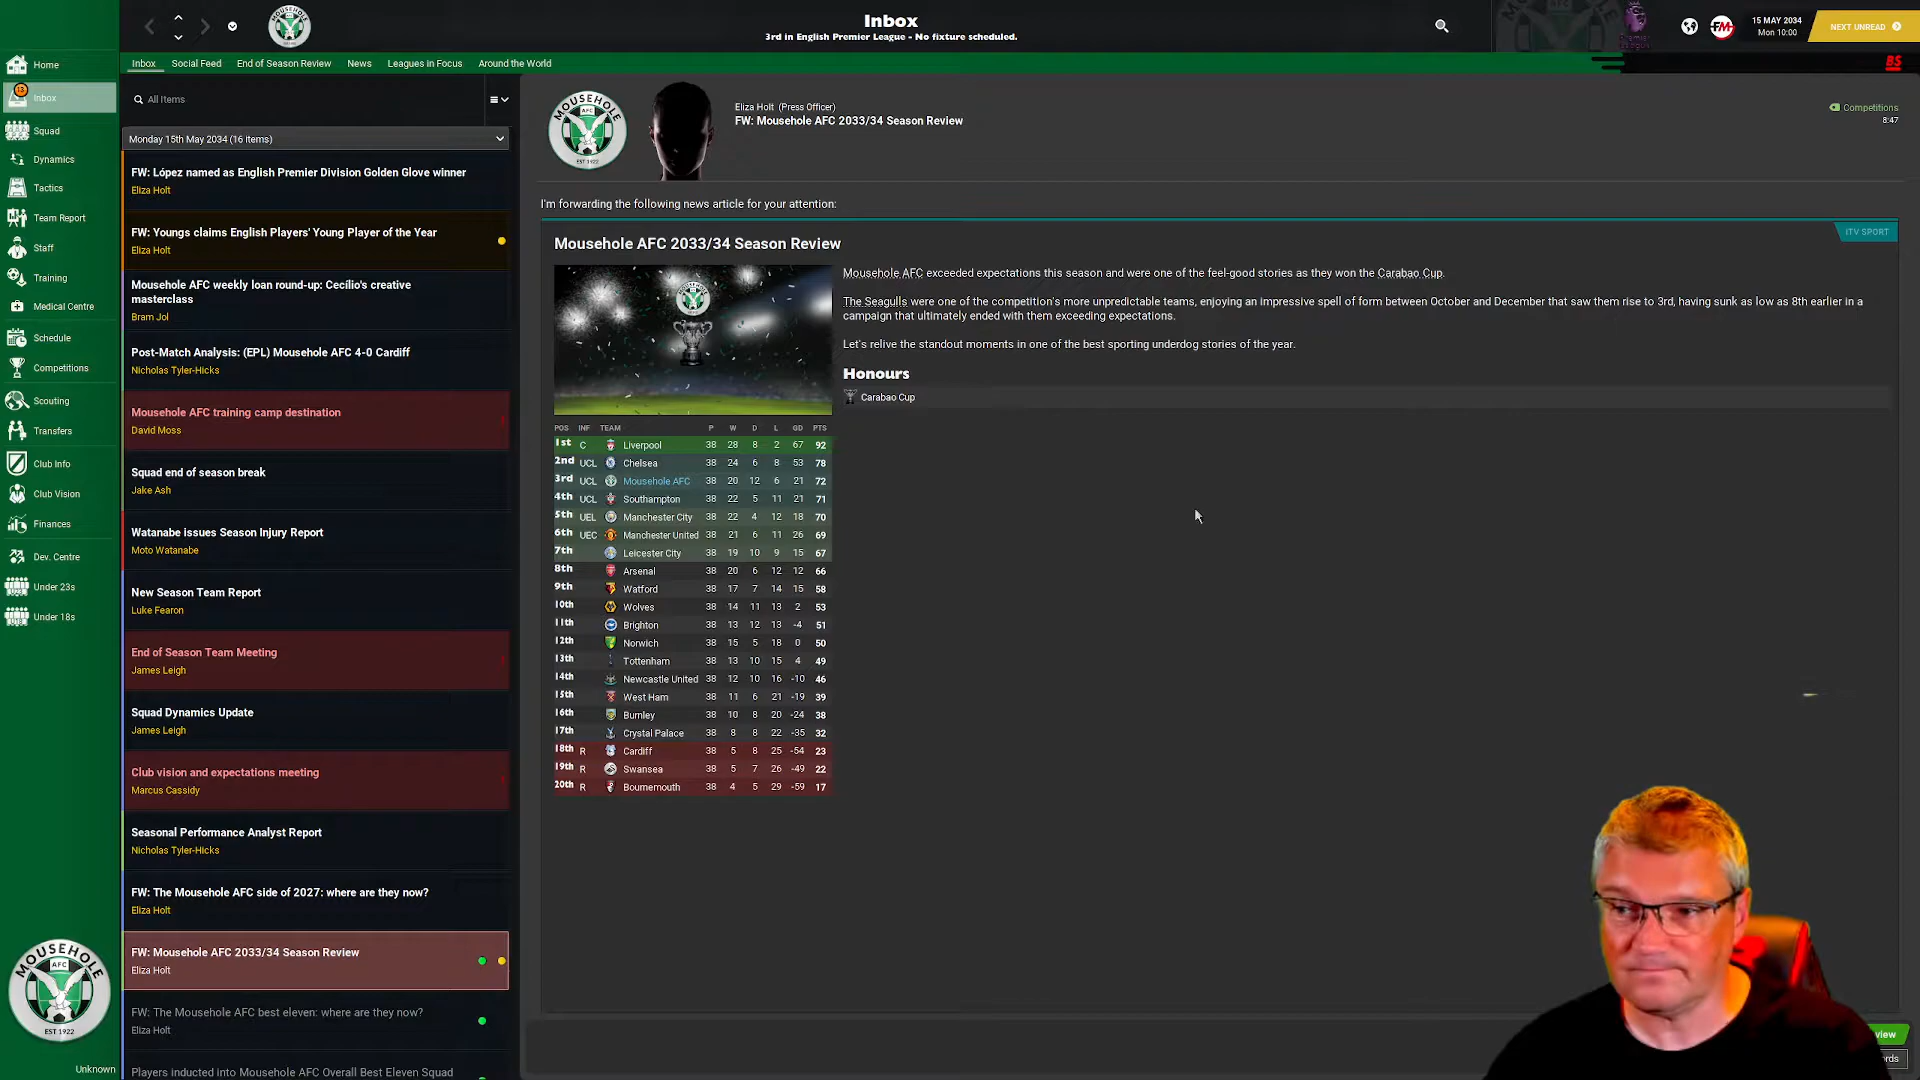 Inbox
3rd in English Premier League - No fixture scheduled.
15 MAY 2034
Mon 10:00
NEXT UNREAD
FM
Inbox
Social Feed
End of Season Review
News
Leagues in Focus
Around the World
BS
Home
13
Inbox
Squad
Dynamics
Tactics
Team Report
Staff
Training
Medical Centre
Schedule
Competitions
Scouting
Transfers
Club Info
Club Vision
Finances
Dev. Centre
Under 23s
Under 18s
MOUSEHOLE
AFC
EST 1922
Unknown
All Items
Monday 15th May 2034 (16 items)
FW: López named as English Premier Division Golden Glove winner
Eliza Holt
FW: Youngs claims English Players' Young Player of the Year
Eliza Holt
Mousehole AFC weekly loan round-up: Cecílio's creative
masterclass
Bram Jol
Post-Match Analysis: (EPL) Mousehole AFC 4-0 Cardiff
Nicholas Tyler-Hicks
Mousehole AFC training camp destination
David Moss
Squad end of season break
Jake Ash
Watanabe issues Season Injury Report
Moto Watanabe
New Season Team Report
Luke Fearon
End of Season Team Meeting
James Leigh
Squad Dynamics Update
James Leigh
Club vision and expectations meeting
Marcus Cassidy
Seasonal Performance Analyst Report
Nicholas Tyler-Hicks
FW: The Mousehole AFC side of 2027: where are they now?
Eliza Holt
FW: Mousehole AFC 2033/34 Season Review
Eliza Holt
FW: The Mousehole AFC best eleven: where are they now?
Eliza Holt
Players inducted into Mousehole AFC Overall Best Eleven Squad
MOUSEHOLE
AFC
EST 1922
Eliza Holt (Press Officer)
FW: Mousehole AFC 2033/34 Season Review
Competitions
8:47
I'm forwarding the following news article for your attention:
ITV SPORT
Mousehole AFC 2033/34 Season Review
Mousehole AFC exceeded expectations this season and were one of the feel-good stories as they won the Carabao Cup.
The Seagulls were one of the competition's more unpredictable teams, enjoying an impressive spell of form between October and December that saw them rise to 3rd, having sunk as low as 8th earlier in a
campaign that ultimately ended with them exceeding expectations.
Let's relive the standout moments in one of the best sporting underdog stories of the year.
Honours
Carabao Cup
POS INF TEAM P W D L GD PTS
1st C Liverpool 38 28 8 2 67 92
2nd UCL Chelsea 38 24 6 8 53 78
3rd UCL Mousehole AFC 38 20 12 6 21 72
4th UCL Southampton 38 22 5 11 21 71
5th UEL Manchester City 38 22 4 12 18 70
6th UEC Manchester United 38 21 6 11 26 69
7th Leicester City 38 19 10 9 15 67
8th Arsenal 38 20 6 12 12 66
9th Watford 38 17 7 14 15 58
10th Wolves 38 14 11 13 2 53
11th Brighton 38 13 12 13 -4 51
12th Norwich 38 15 5 18 0 50
13th Tottenham 38 13 10 15 4 49
14th Newcastle United 38 12 10 16 -10 46
15th West Ham 38 11 6 21 -19 39
16th Burnley 38 10 8 20 -24 38
17th Crystal Palace 38 8 8 22 -35 32
18th R Cardiff 38 5 8 25 -54 23
19th R Swansea 38 5 7 26 -49 22
20th R Bournemouth 38 4 5 29 -59 17